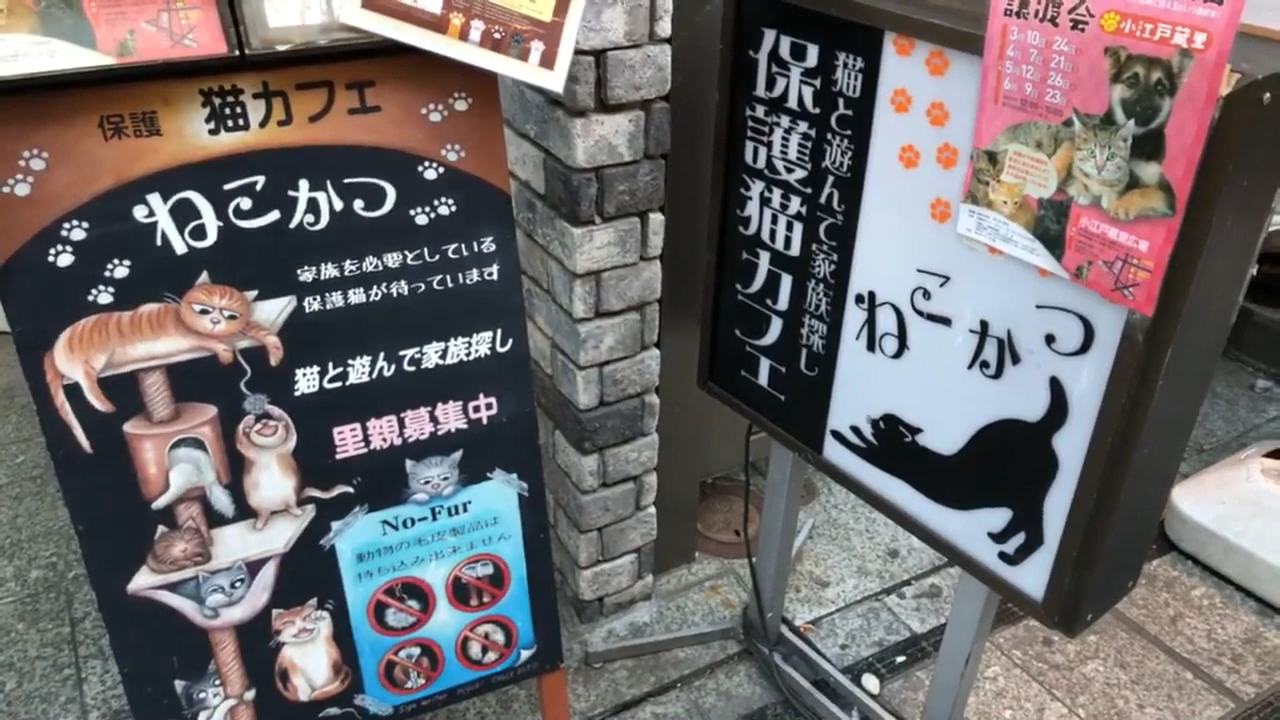 保護 猫カフェ
ねこかつ
家族を必要としている
保護猫が待っています
猫と遊んで家族探し
里親募集中
No-Fur
動物の毛皮製品は
持ち込み出来ません
猫と遊んで家族探し
保護猫カフェ
ねこかつ
譲渡会
小江戸蔵里
3月10日 24日
4月 7日 21日
5月12日 26日
6月 9日 23日
小江戸蔵里広場